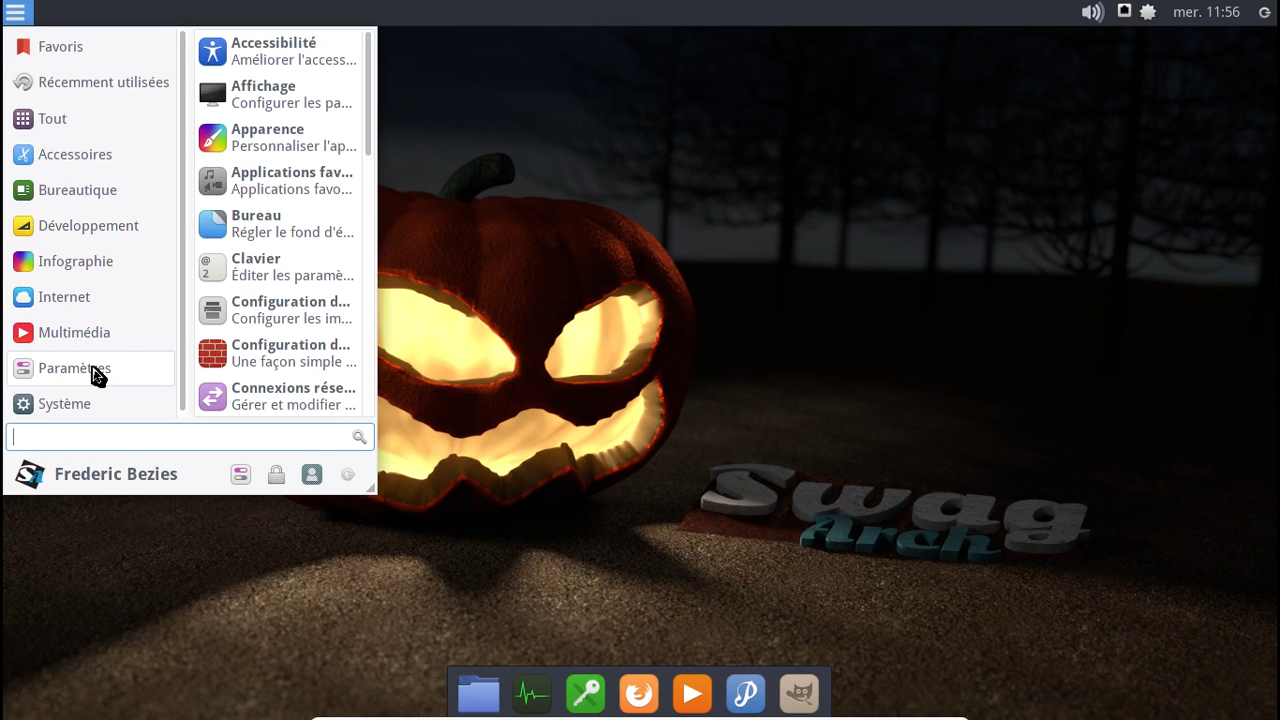 mer. 11:56
Favoris
Récemment utilisées
Tout
Accessoires
Bureautique
Développement
Infographie
Internet
Multimédia
Paramètres
Système
Accessibilité
Améliorer l'access...
Affichage
Configurer les pa...
Apparence
Personnaliser l'ap...
Applications fav...
Applications favo...
Bureau
Régler le fond d'é...
Clavier
Éditer les paramè...
Configuration d...
Configurer les im...
Configuration d...
Une façon simple ...
Connexions rése...
Gérer et modifier ...
Frederic Bezies
Swag
Arch